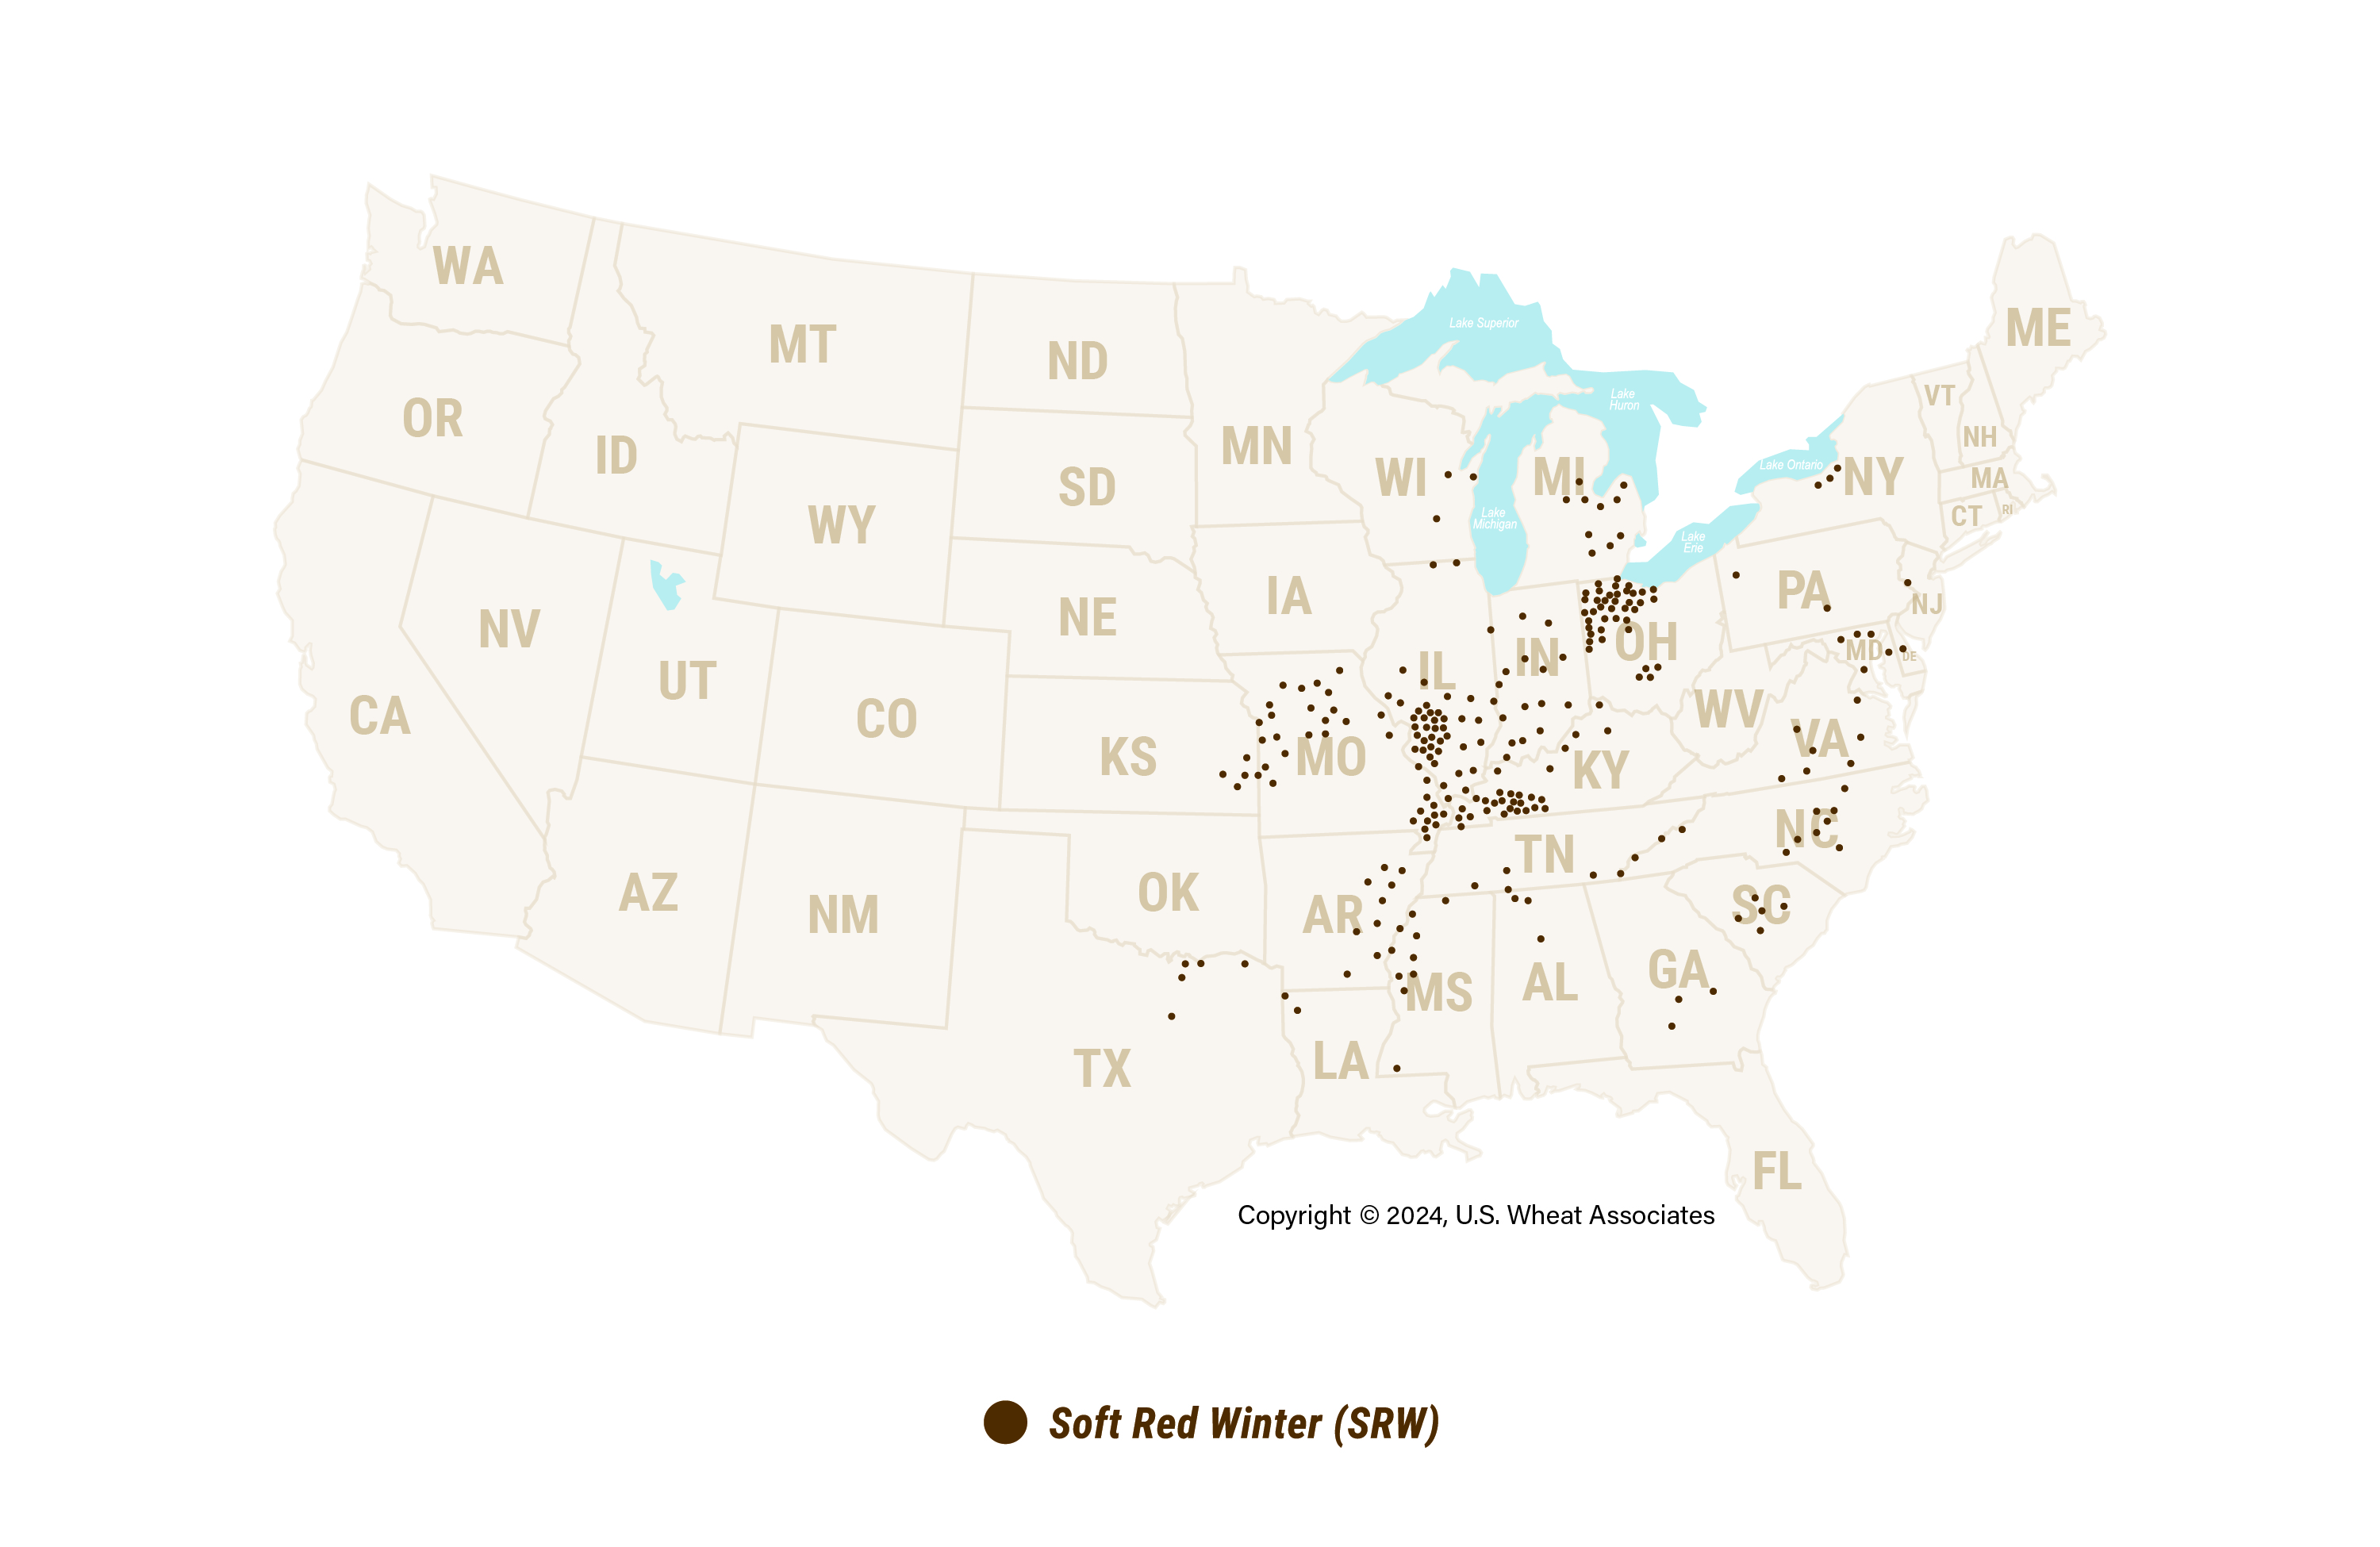 WA
MT
ND
MN
OR
ID
WY
SD
WI
MI
Lake Superior
Lake
Huron
Lake
Michigan
Lake Ontario
Lake
Erie
NY
VT
NH
ME
MA
CT
RI
NV
UT
CO
NE
IA
IL
IN
OH
PA
NJ
MD
DE
CA
KS
MO
KY
WV
VA
AZ
NM
OK
AR
TN
NC
SC
TX
LA
MS
AL
GA
FL
Copyright © 2024, U.S. Wheat Associates
Soft Red Winter (SRW)